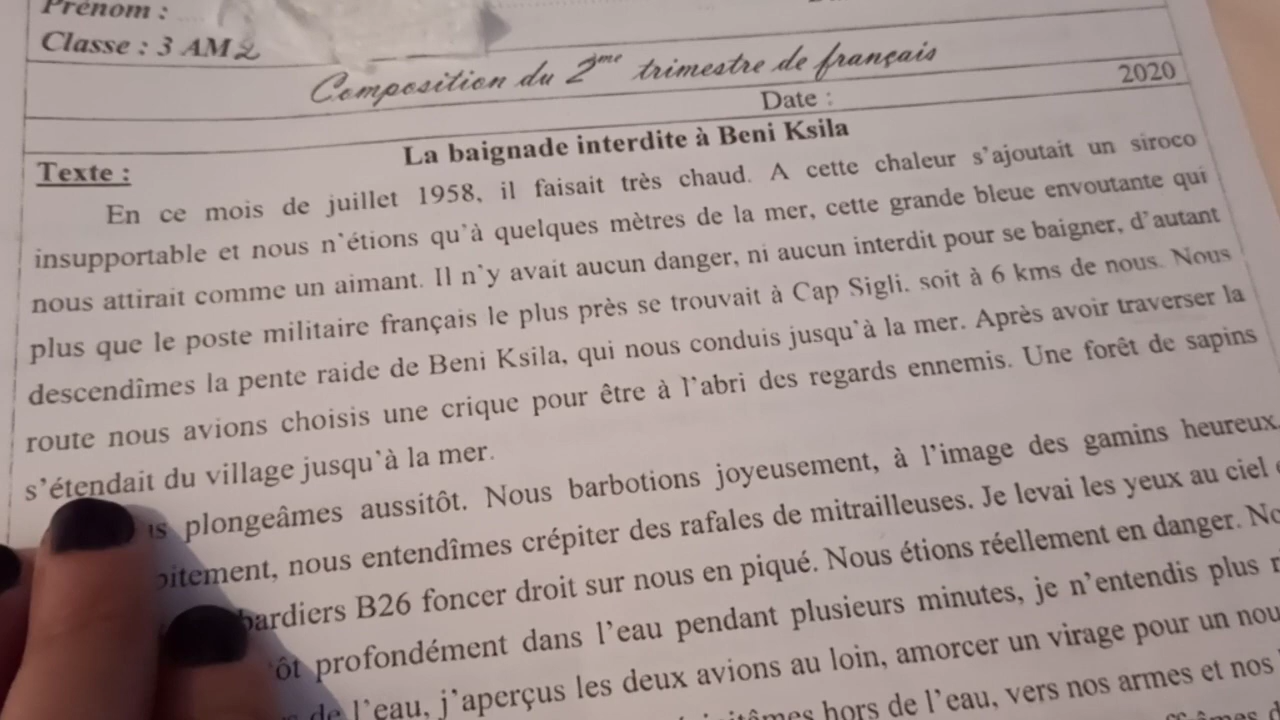 Prénom :
Classe : 3 AM2
Composition du 2ème trimestre de français
Date :
2020
La baignade interdite à Beni Ksila
Texte :
En ce mois de juillet 1958, il faisait très chaud. A cette chaleur s'ajoutait un siroco
insupportable et nous n'étions qu'à quelques mètres de la mer, cette grande bleue envoutante qui
nous attirait comme un aimant. Il n'y avait aucun danger, ni aucun interdit pour se baigner, d'autant
plus que le poste militaire français le plus près se trouvait à Cap Sigli. soit à 6 kms de nous. Nous
descendîmes la pente raide de Beni Ksila, qui nous conduis jusqu'à la mer. Après avoir traverser la
route nous avions choisis une crique pour être à l'abri des regards ennemis. Une forêt de sapins
s'étendait du village jusqu'à la mer.
plongeâmes aussitôt. Nous barbotions joyeusement, à l'image des gamins heureux.
nous entendîmes crépiter des rafales de mitrailleuses. Je levai les yeux au ciel
B26 foncer droit sur nous en piqué. Nous étions réellement en danger.
profondément dans l'eau pendant plusieurs minutes, je n'entendis plus
de l'eau, j'aperçus les deux avions au loin, amorcer un virage pour un
hors de l'eau, vers nos armes et nos